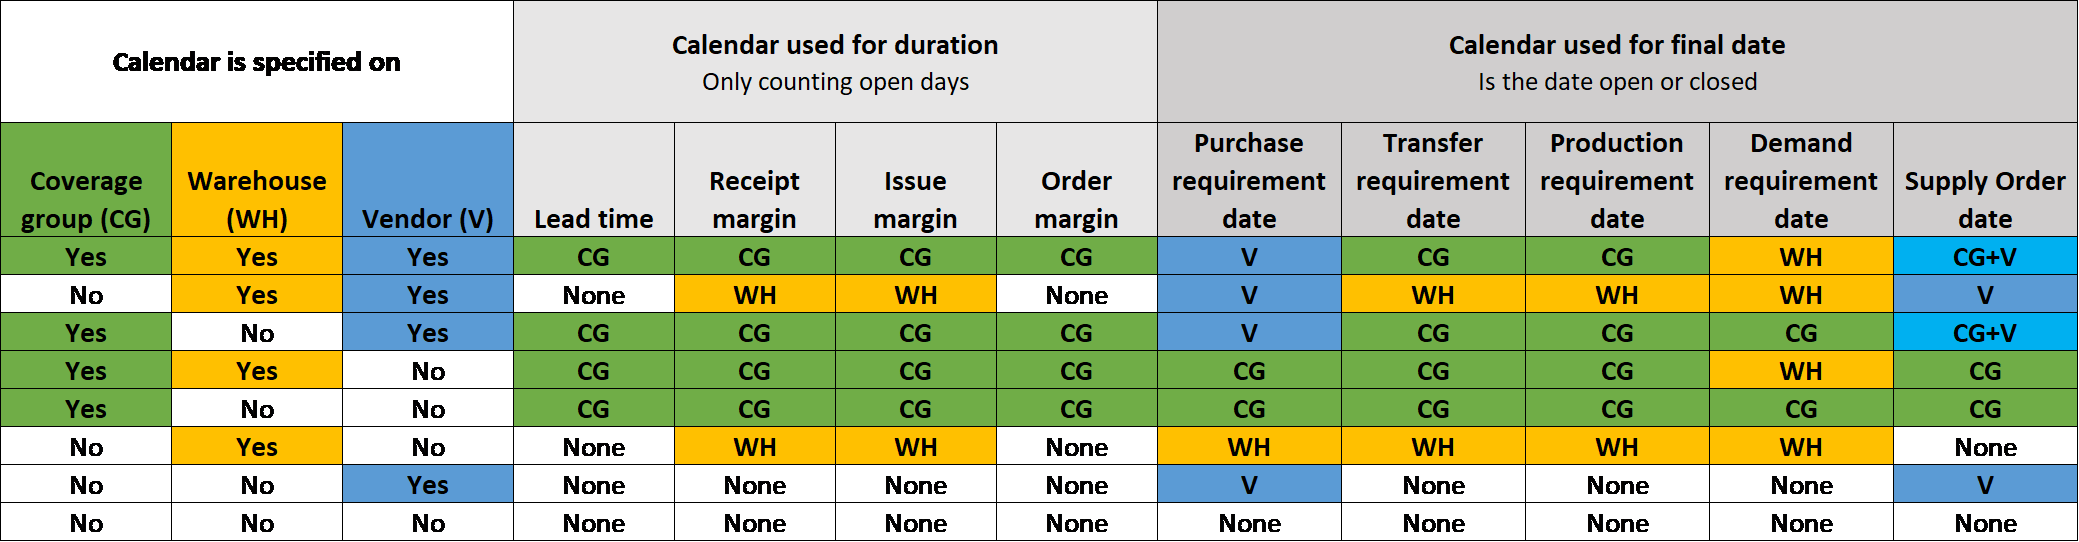 Calendar is specified on
Calendar used for duration
Only counting open days
Calendar used for final date
Is the date open or closed
Coverage
group (CG)
Warehouse
(WH)
Vendor (V)
Lead time
Receipt
margin
Issue
margin
Order
margin
Purchase
requirement
date
Transfer
requirement
date
Production
requirement
date
Demand
requirement
date
Supply Order
date
Yes Yes Yes CG CG CG CG V CG CG WH CG+V
No Yes Yes None WH WH None V WH WH WH V
Yes No Yes CG CG CG CG V CG CG CG CG+V
Yes Yes No CG CG CG CG CG CG CG WH CG
Yes No No CG CG CG CG CG CG CG CG CG
No Yes No None WH WH None WH WH WH WH None
No No Yes None None None None V None None None V
No No No None None None None None None None None None